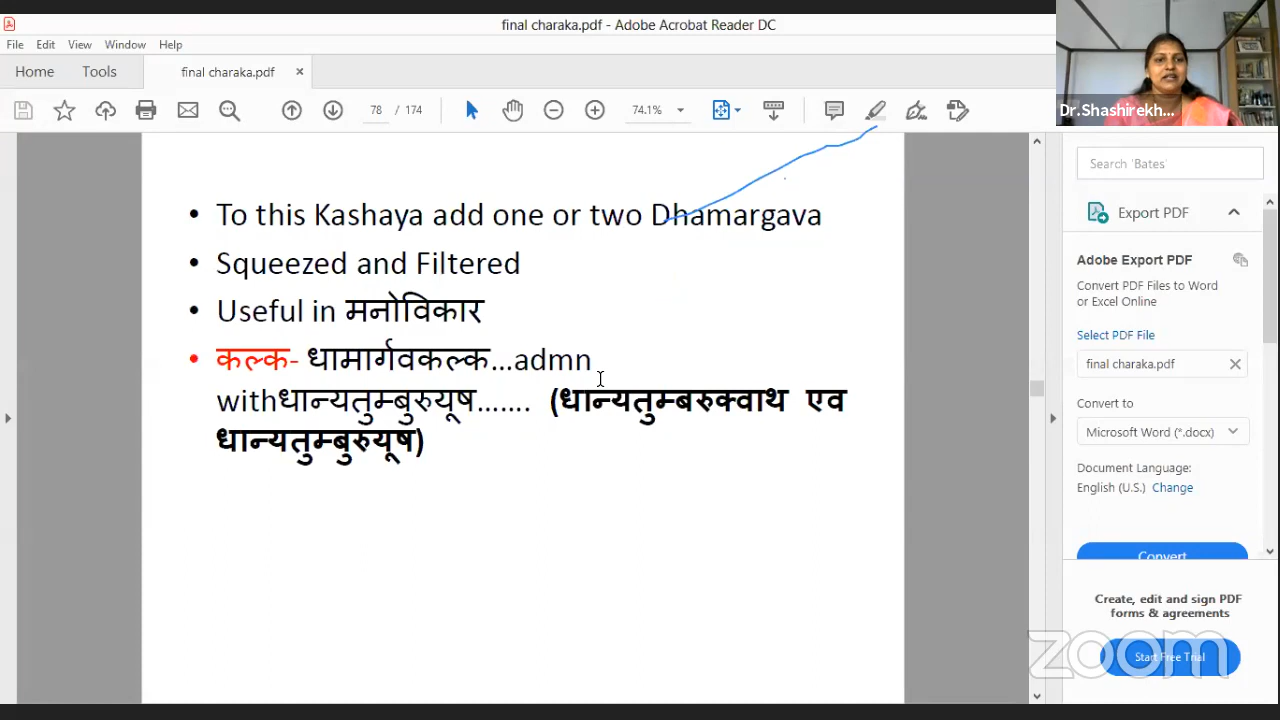 final charaka.pdf - Adobe Acrobat Reader DC
File Edit View Window Help
Home Tools final charaka.pdf ×
78 / 174 74.1%
Dr.Shashirekh...
• To this Kashaya add one or two Dhamargava
• Squeezed and Filtered
• Useful in मनोविकार
• कल्क- धामार्गवकल्क...admn
withधान्यतुम्बुरुयूष....... (धान्यतुम्बरुक्वाथ एव
धान्यतुम्बुरुयूष)
Search 'Bates'
Export PDF
Adobe Export PDF
Convert PDF Files to Word
or Excel Online
Select PDF File
final charaka.pdf
Convert to
Microsoft Word (*.docx)
Document Language:
English (U.S.) Change
Convert
Create, edit and sign PDF
forms & agreements
Start Free Trial
zoom